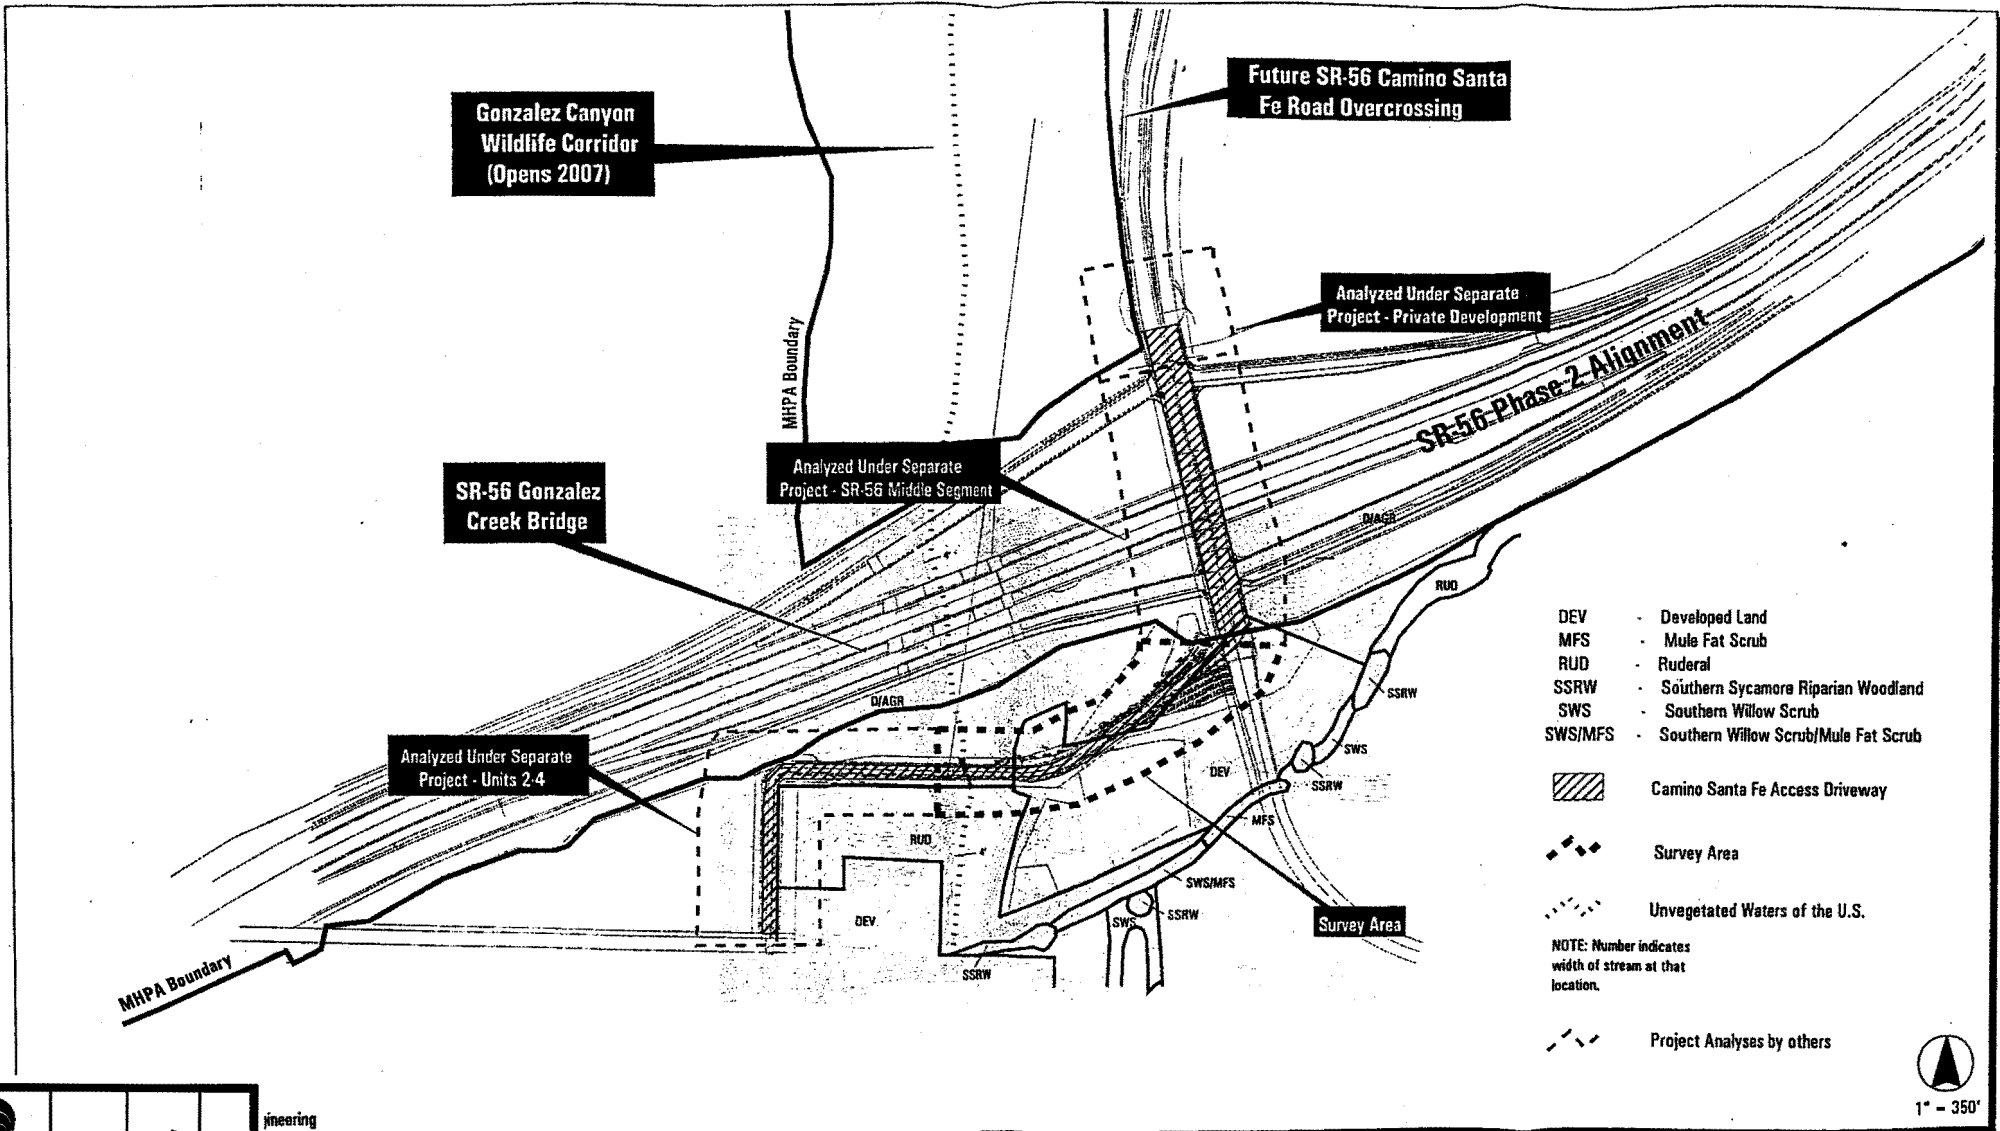 Gonzalez Canyon
Wildlife Corridor
(Opens 2007)
Future SR-56 Camino Santa
Fe Road Overcrossing
MHPA Boundary
Analyzed Under Separate
Project - Private Development
SR-56 Phase 2 Alignment
Analyzed Under Separate
Project - SR-56 Middle Segment
SR-56 Gonzalez
Creek Bridge
D/AGR
RUD
D/AGR
SSRW
SWS
SSRW
DEV
MFS
Analyzed Under Separate
Project - Units 2-4
RUD
4'
SWS/MFS
DEV
SWS
SSRW
Survey Area
SSRW
MHPA Boundary
DEV - Developed Land
MFS - Mule Fat Scrub
RUD - Ruderal
SSRW - Southern Sycamore Riparian Woodland
SWS - Southern Willow Scrub
SWS/MFS - Southern Willow Scrub/Mule Fat Scrub
Camino Santa Fe Access Driveway
Survey Area
Unvegetated Waters of the U.S.
NOTE: Number indicates
width of stream at that
location.
Project Analyses by others
1" = 350'
gineering